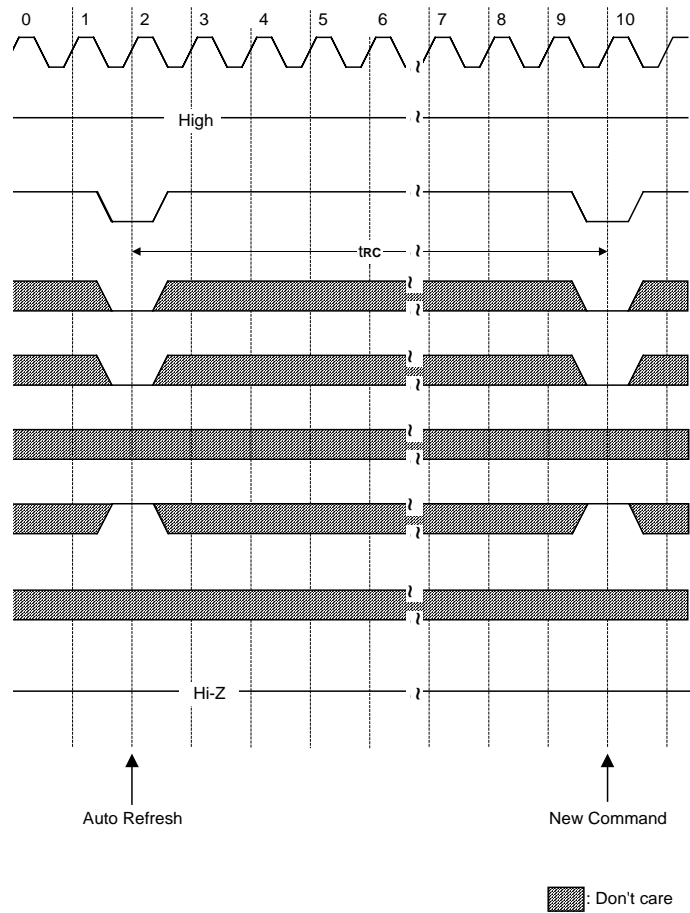 0 1 2 3 4 5 6 7 8 9 10
High
tRC
Hi-Z
Auto Refresh New Command
: Don't care